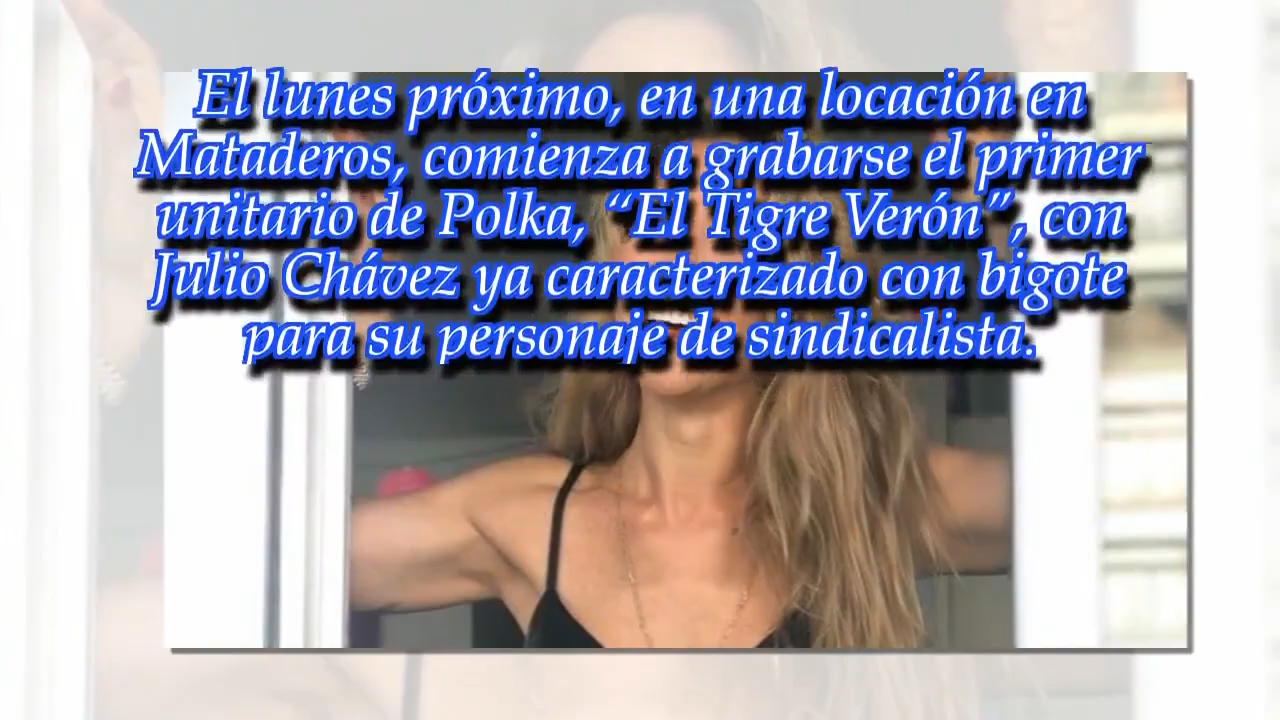 El lunes próximo, en una locación en
Mataderos, comienza a grabarse el primer
unitario de Polka, “El Tigre Verón”, con
Julio Chávez ya caracterizado con bigote
para su personaje de sindicalista.